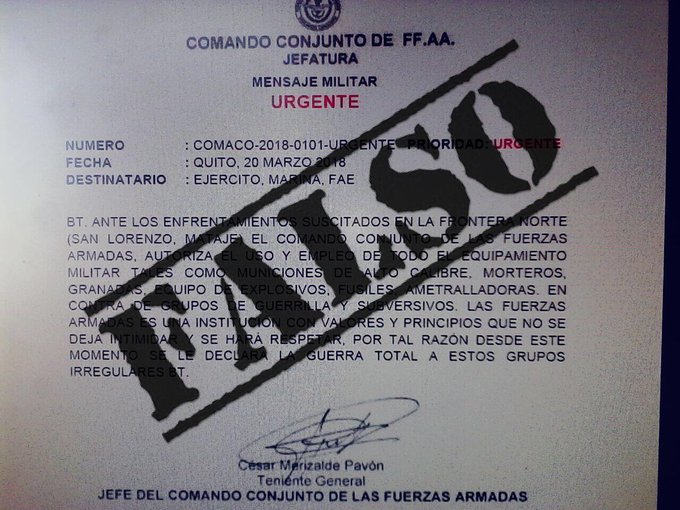 COMANDO CONJUNTO DE FF.AA.
JEFATURA
MENSAJE MILITAR
URGENTE
NUMERO : COMACO-2018-0101-URGENTE PRIORIDAD: URGENTE
FECHA : QUITO, 20 MARZO 2018
DESTINATARIO : EJERCITO, MARINA, FAE
BT. ANTE LOS ENFRENTAMIENTOS SUSCITADOS EN LA FRONTERA NORTE
(SAN LORENZO, MATAJE) EL COMANDO CONJUNTO DE LAS FUERZAS
ARMADAS, AUTORIZA EL USO Y EMPLEO DE TODO EL EQUIPAMIENTO
MILITAR TALES COMO MUNICIONES DE ALTO CALIBRE, MORTEROS,
GRANADAS, EQUIPO DE EXPLOSIVOS, FUSILES, AMETRALLADORAS. EN
CONTRA DE GRUPOS DE GUERRILLA Y SUBVERSIVOS. LAS FUERZAS
ARMADAS ES UNA INSTITUCIÓN CON VALORES Y PRINCIPIOS QUE NO SE
DEJA INTIMIDAR Y SE HARÁ RESPETAR, POR TAL RAZÓN DESDE ESTE
MOMENTO SE LE DECLARA LA GUERRA TOTAL A ESTOS GRUPOS
IRREGULARES BT.
FALSO
César Merizalde Pavón
Teniente General
JEFE DEL COMANDO CONJUNTO DE LAS FUERZAS ARMADAS